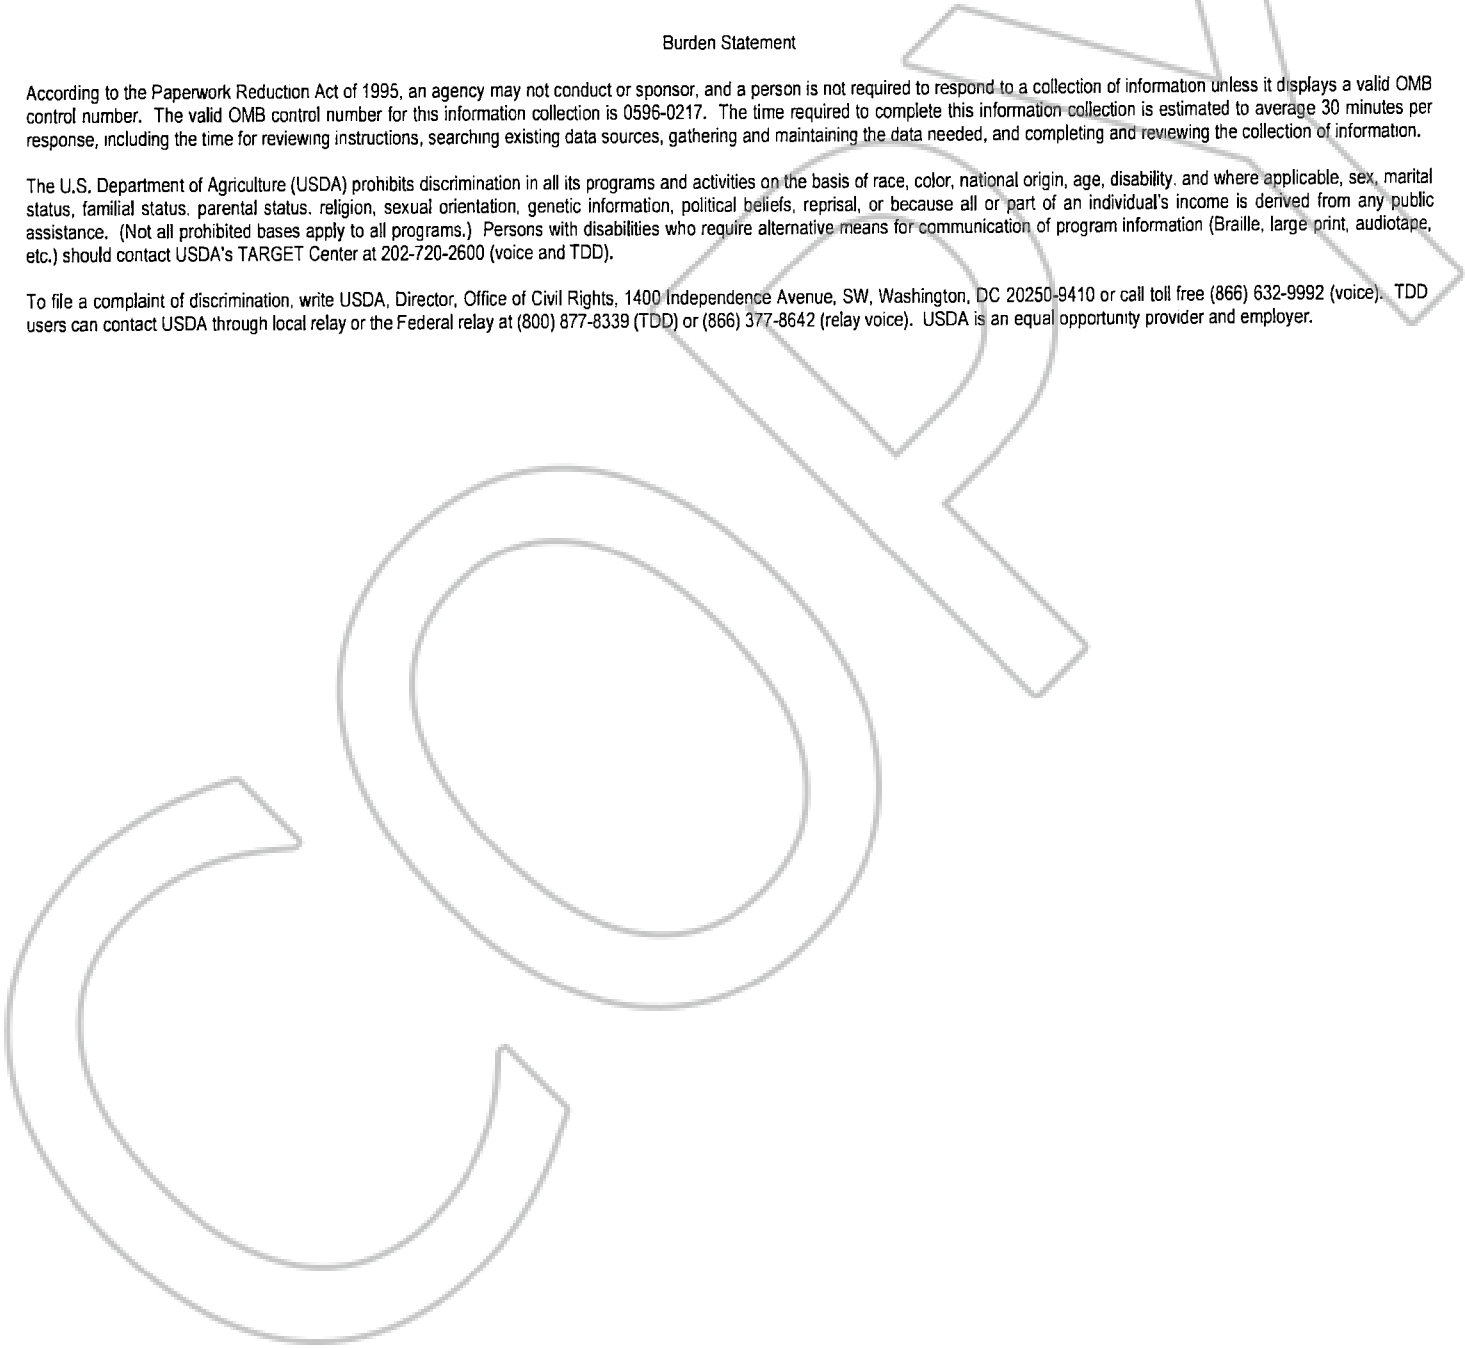 Burden Statement
According to the Paperwork Reduction Act of 1995, an agency may not conduct or sponsor, and a person is not required to respond to a collection of information unless it displays a valid OMB
control number. The valid OMB control number for this information collection is 0596-0217. The time required to complete this information collection is estimated to average 30 minutes per
response, including the time for reviewing instructions, searching existing data sources, gathering and maintaining the data needed, and completing and reviewing the collection of information.
The U.S. Department of Agriculture (USDA) prohibits discrimination in all its programs and activities on the basis of race, color, national origin, age, disability. and where applicable, sex, marital
status, familial status. parental status. religion, sexual orientation, genetic information, political beliefs, reprisal, or because all or part of an individual's income is derived from any public
assistance. (Not all prohibited bases apply to all programs.) Persons with disabilities who require alternative means for communication of program information (Braille, large print, audiotape,
etc.) should contact USDA's TARGET Center at 202-720-2600 (voice and TDD).
To file a complaint of discrimination, write USDA, Director, Office of Civil Rights, 1400 Independence Avenue, SW, Washington, DC 20250-9410 or call toll free (866) 632-9992 (voice). TDD
users can contact USDA through local relay or the Federal relay at (800) 877-8339 (TDD) or (866) 377-8642 (relay voice). USDA is an equal opportunity provider and employer.
COPY